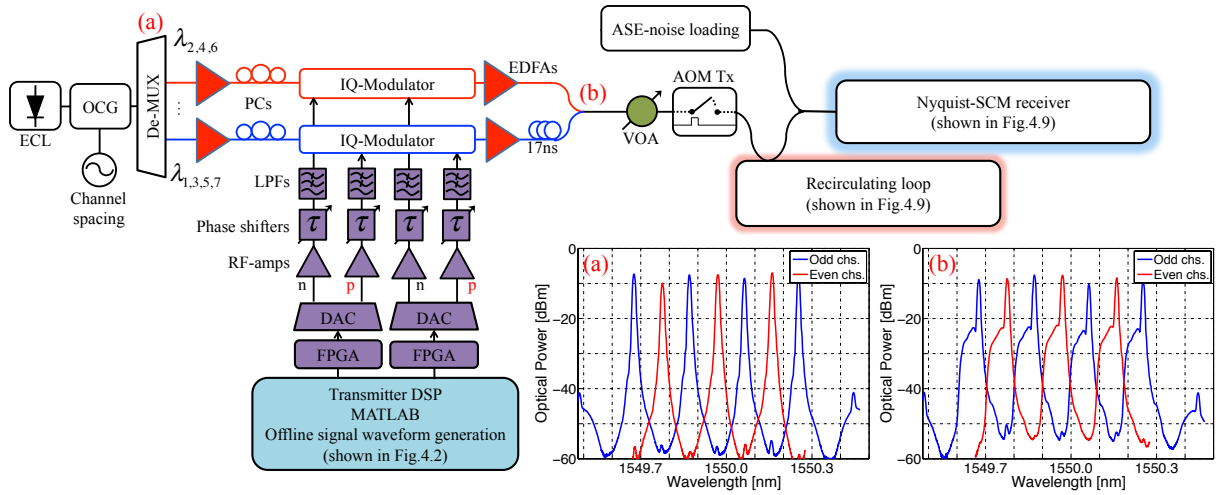 (a)
λ2,4,6
ASE-noise loading
EDFAs
AOM Tx
IQ-Modulator
De-MUX
PCs
(b)
ECL
OCG
Nyquist-SCM receiver
(shown in Fig.4.9)
IQ-Modulator
VOA
17ns
λ1,3,5,7
Channel
spacing
LPFs
Recirculating loop
(shown in Fig.4.9)
Phase shifters
τ τ τ τ
RF-amps
n p n p
DAC DAC
FPGA FPGA
Transmitter DSP
MATLAB
Offline signal waveform generation
(shown in Fig.4.2)
(a)
Odd chs.
Even chs.
Optical Power [dBm]
0
−20
−40
−60
1549.7 1550.0 1550.3
Wavelength [nm]
(b)
Odd chs.
Even chs.
Optical Power [dBm]
0
−20
−40
−60
1549.7 1550.0 1550.3
Wavelength [nm]